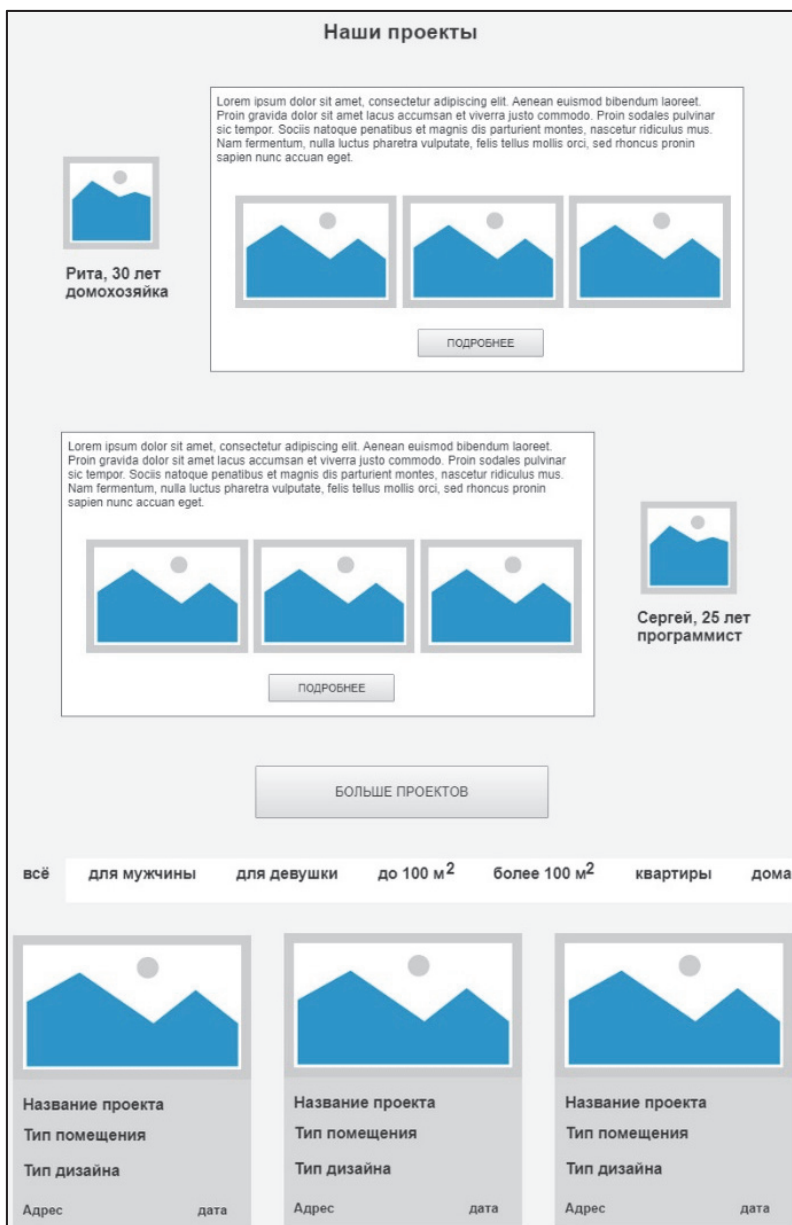 Наши проекты
Lorem ipsum dolor sit amet, consectetur adipiscing elit. Aenean euismod bibendum laoreet.
Proin gravida dolor sit amet lacus accumsan et viverra justo commodo. Proin sodales pulvinar
sic tempor. Sociis natoque penatibus et magnis dis parturient montes, nascetur ridiculus mus.
Nam fermentum, nulla luctus pharetra vulputate, felis tellus mollis orci, sed rhoncus pronin
sapien nunc accuan eget.
Рита, 30 лет
домохозяйка
ПОДРОБНЕЕ
Lorem ipsum dolor sit amet, consectetur adipiscing elit. Aenean euismod bibendum laoreet.
Proin gravida dolor sit amet lacus accumsan et viverra justo commodo. Proin sodales pulvinar
sic tempor. Sociis natoque penatibus et magnis dis parturient montes, nascetur ridiculus mus.
Nam fermentum, nulla luctus pharetra vulputate, felis tellus mollis orci, sed rhoncus pronin
sapien nunc accuan eget.
Сергей, 25 лет
программист
ПОДРОБНЕЕ
БОЛЬШЕ ПРОЕКТОВ
всё для мужчины для девушки до 100 м² более 100 м² квартиры дома
Название проекта Название проекта Название проекта
Тип помещения Тип помещения Тип помещения
Тип дизайна Тип дизайна Тип дизайна
Адрес дата Адрес дата Адрес дата